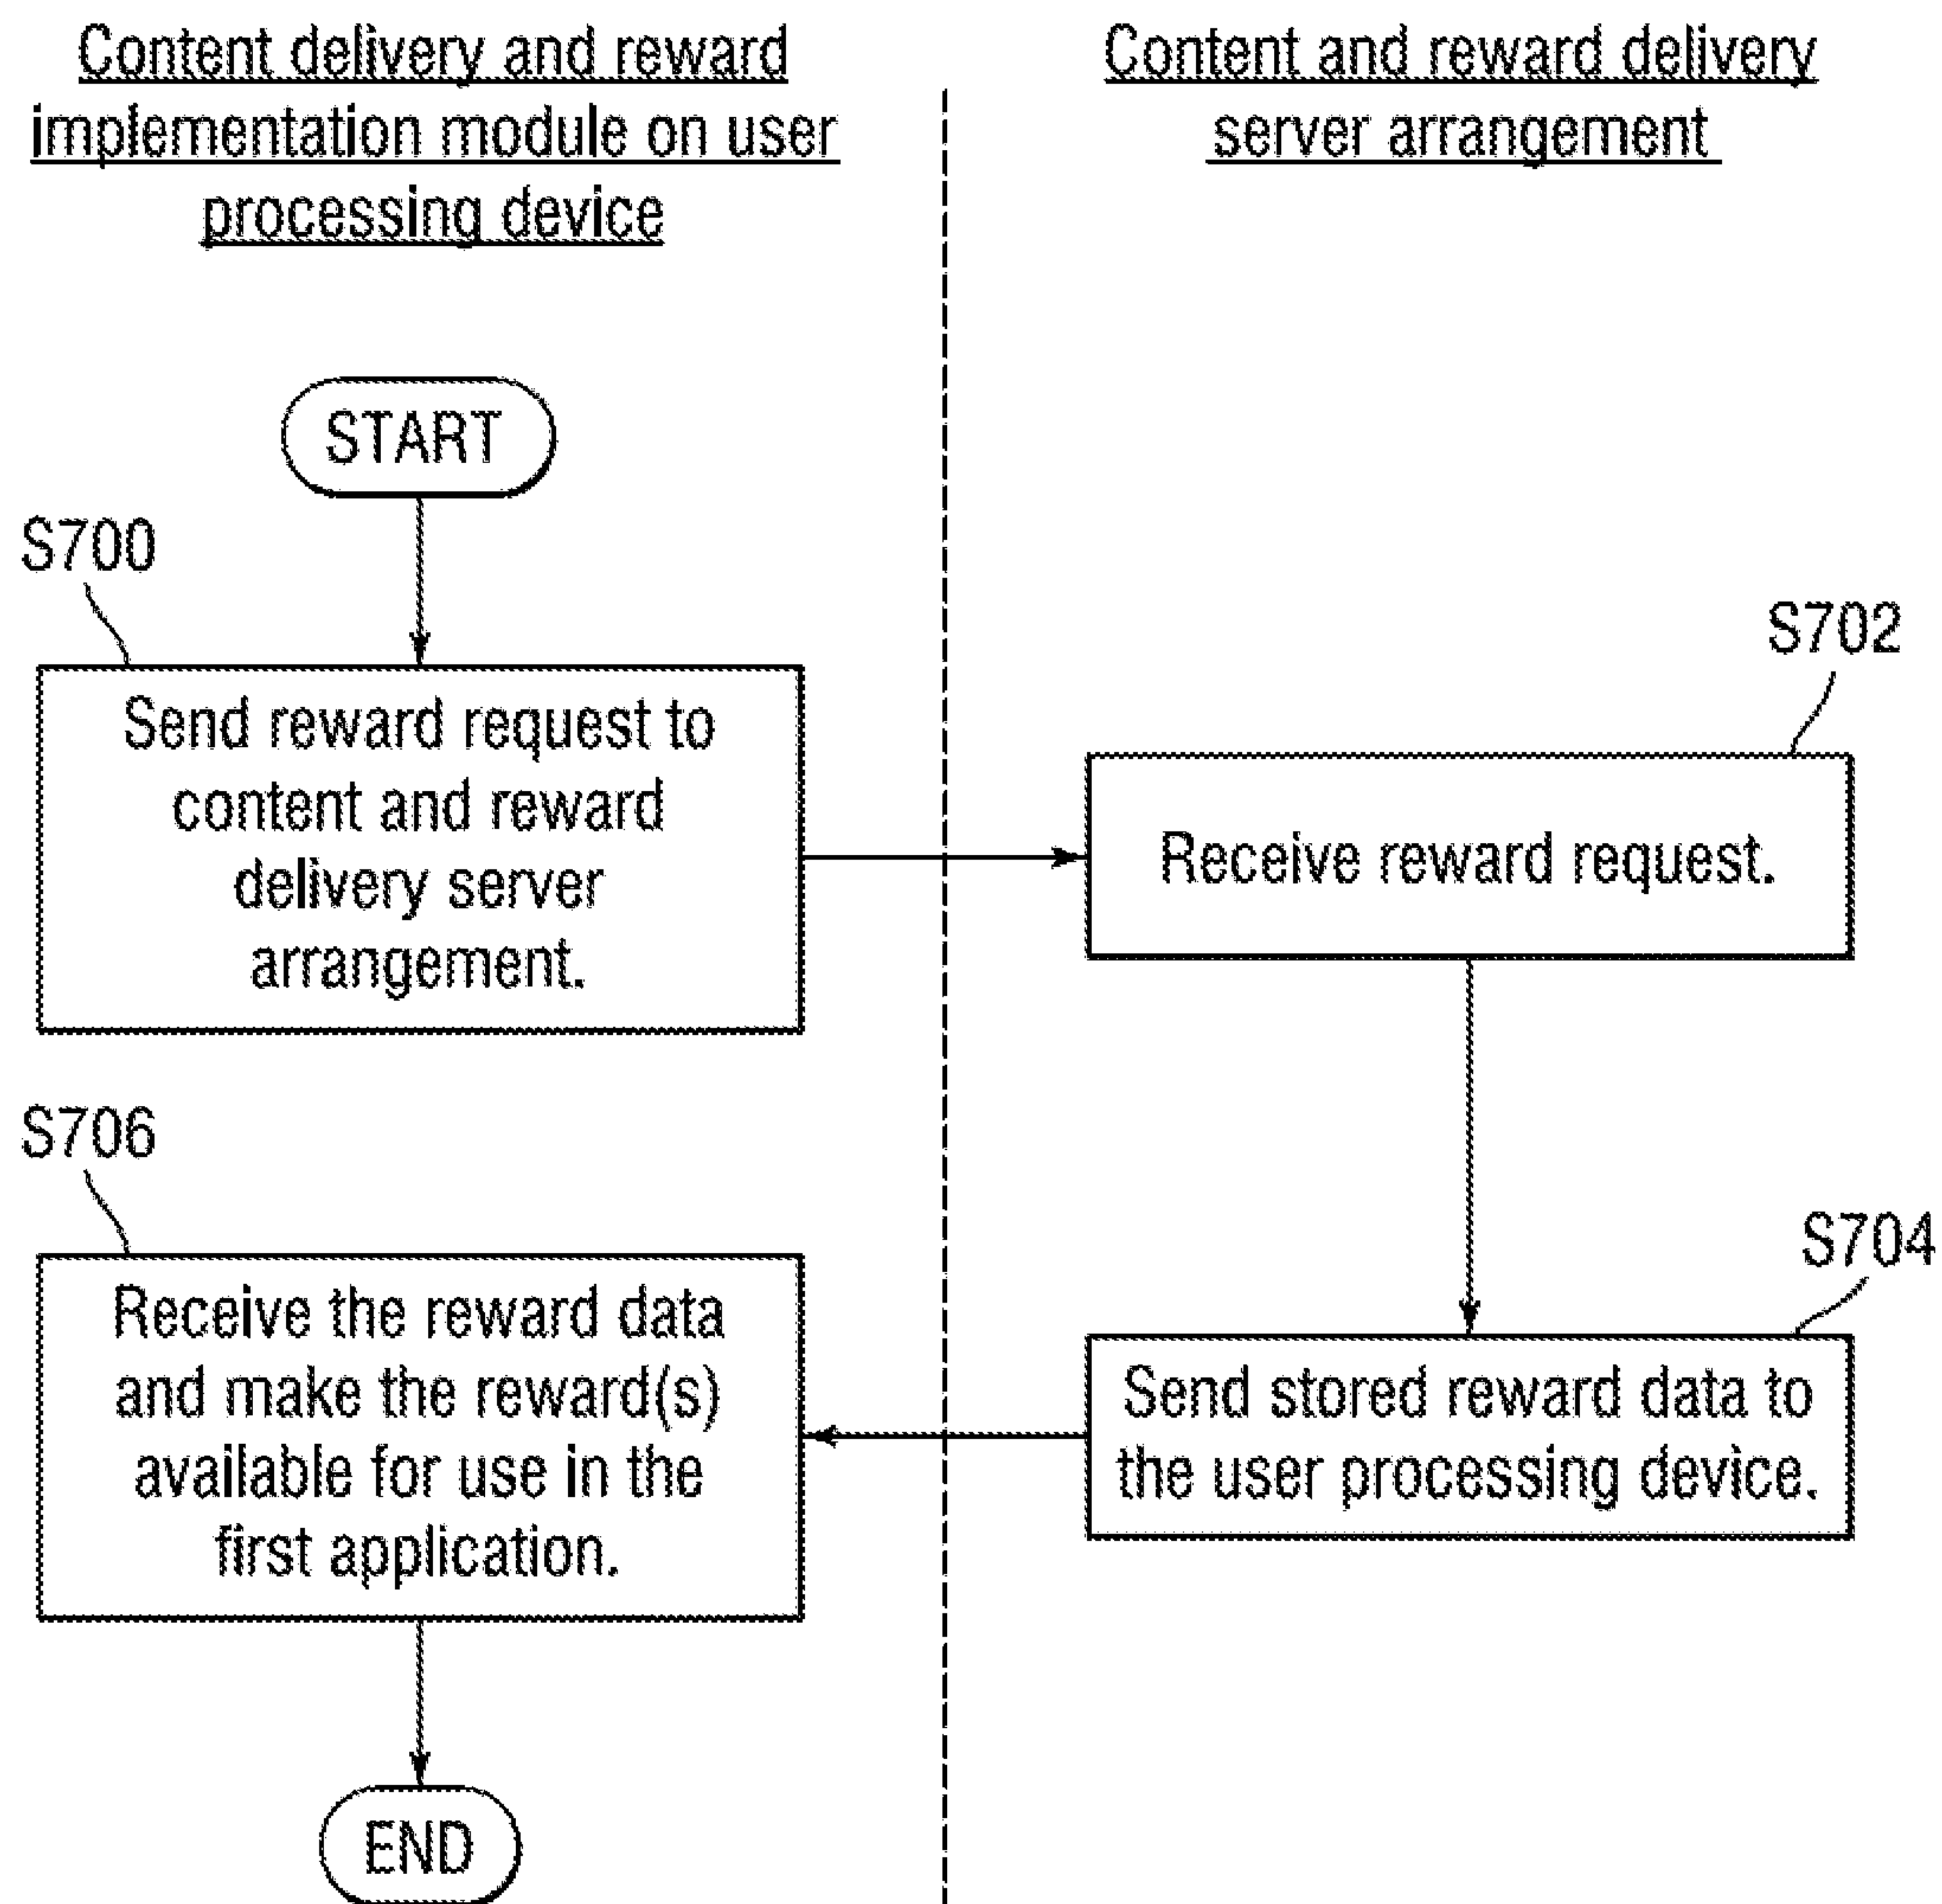 Content delivery and reward
implementation module on user
processing device
Content and reward delivery
server arrangement
START
S700
Send reward request to
content and reward
delivery server
arrangement.
S702
Receive reward request.
S704
Send stored reward data to
the user processing device.
S706
Receive the reward data
and make the reward(s)
available for use in the
first application.
END